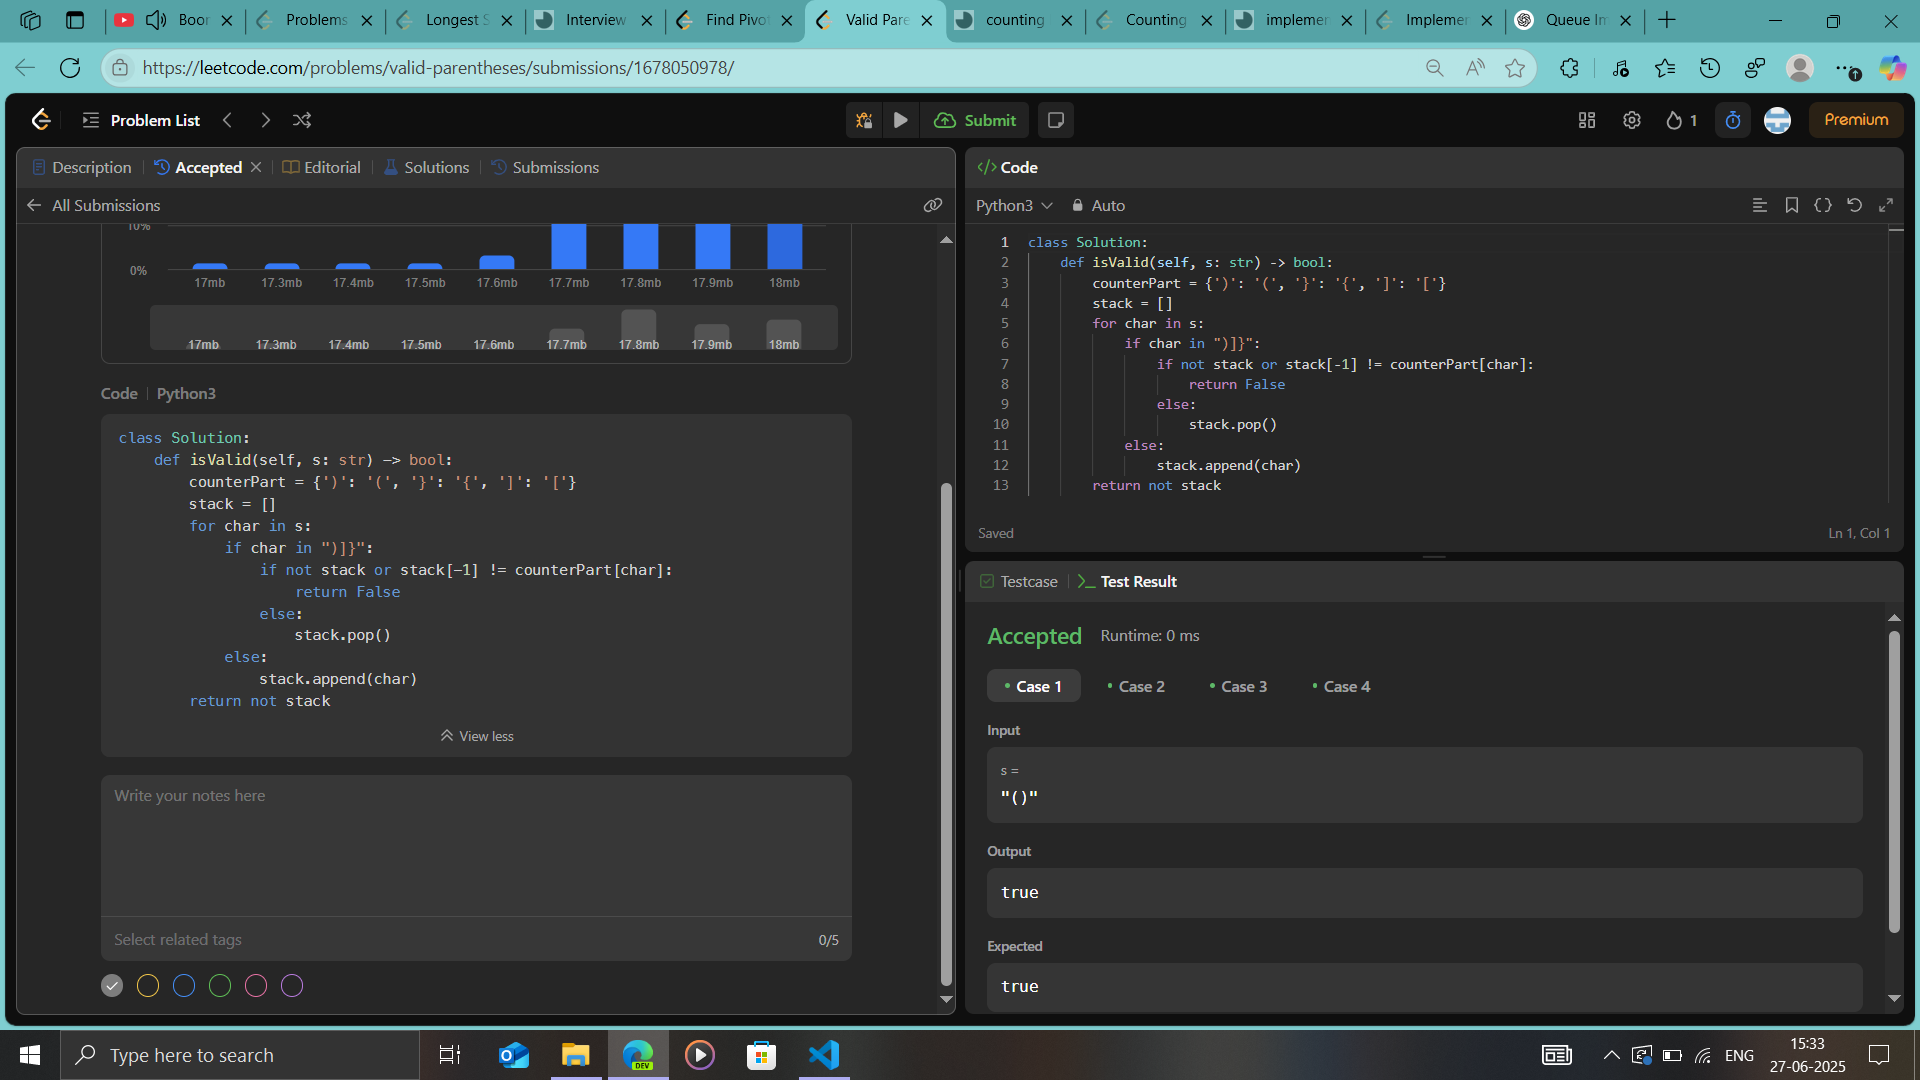 Boor
Problems
Longest S
Interview
Find Pivo
Valid Pare
counting
Counting
implemen
Implemen
Queue Im
https://leetcode.com/problems/valid-parentheses/submissions/1678050978/
Problem List
Submit
1
Premium
Description
Accepted
Editorial
Solutions
Submissions
All Submissions
10%
0%
17mb 17.3mb 17.4mb 17.5mb 17.6mb 17.7mb 17.8mb 17.9mb 18mb
17mb 17.3mb 17.4mb 17.5mb 17.6mb 17.7mb 17.8mb 17.9mb 18mb
Code | Python3
class Solution:
    def isValid(self, s: str) -> bool:
        counterPart = {')': '(', '}': '{', ']': '['}
        stack = []
        for char in s:
            if char in ")]}":
                if not stack or stack[-1] != counterPart[char]:
                    return False
                else:
                    stack.pop()
            else:
                stack.append(char)
        return not stack
View less
Write your notes here
Select related tags
0/5
</> Code
Python3
Auto
1 class Solution:
2     def isValid(self, s: str) -> bool:
3         counterPart = {')': '(', '}': '{', ']': '['}
4         stack = []
5         for char in s:
6             if char in ")]}":
7                 if not stack or stack[-1] != counterPart[char]:
8                     return False
9                 else:
10                     stack.pop()
11             else:
12                 stack.append(char)
13         return not stack
Saved
Ln 1, Col 1
Testcase
Test Result
Accepted Runtime: 0 ms
Case 1
Case 2
Case 3
Case 4
Input
s =
"()"
Output
true
Expected
true
Type here to search
DEV
ENG
15:33
27-06-2025